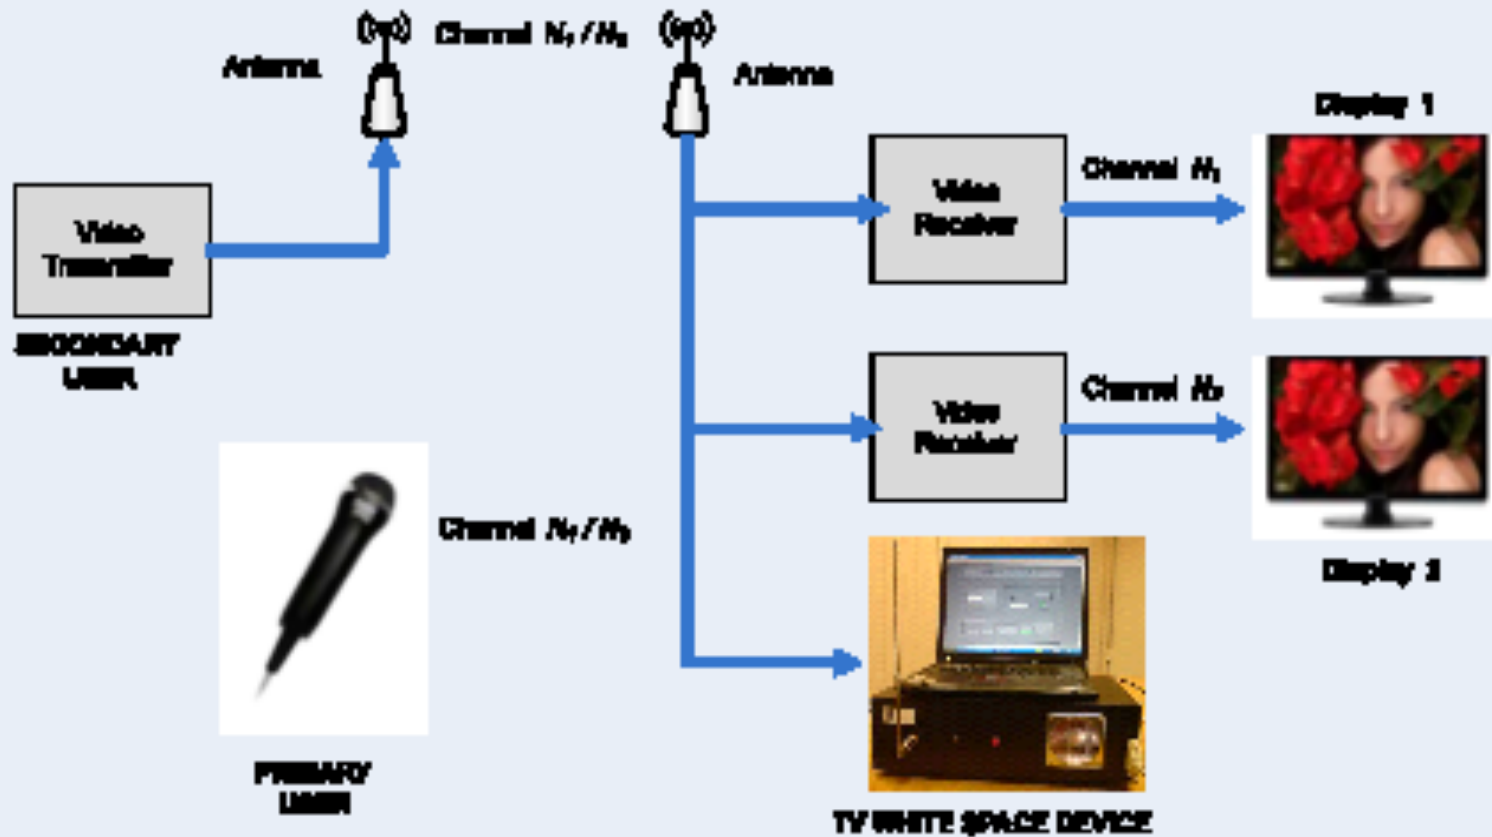 Antenna
Channel N₁ / N₂
Antenna
Display 1
Video
Transmitter
SECONDARY
USER
Video
Receiver
Channel N₁
Video
Receiver
Channel N₂
Display 2
Channel N₁ / N₂
PRIMARY
USER
TV WHITE SPACE DEVICE